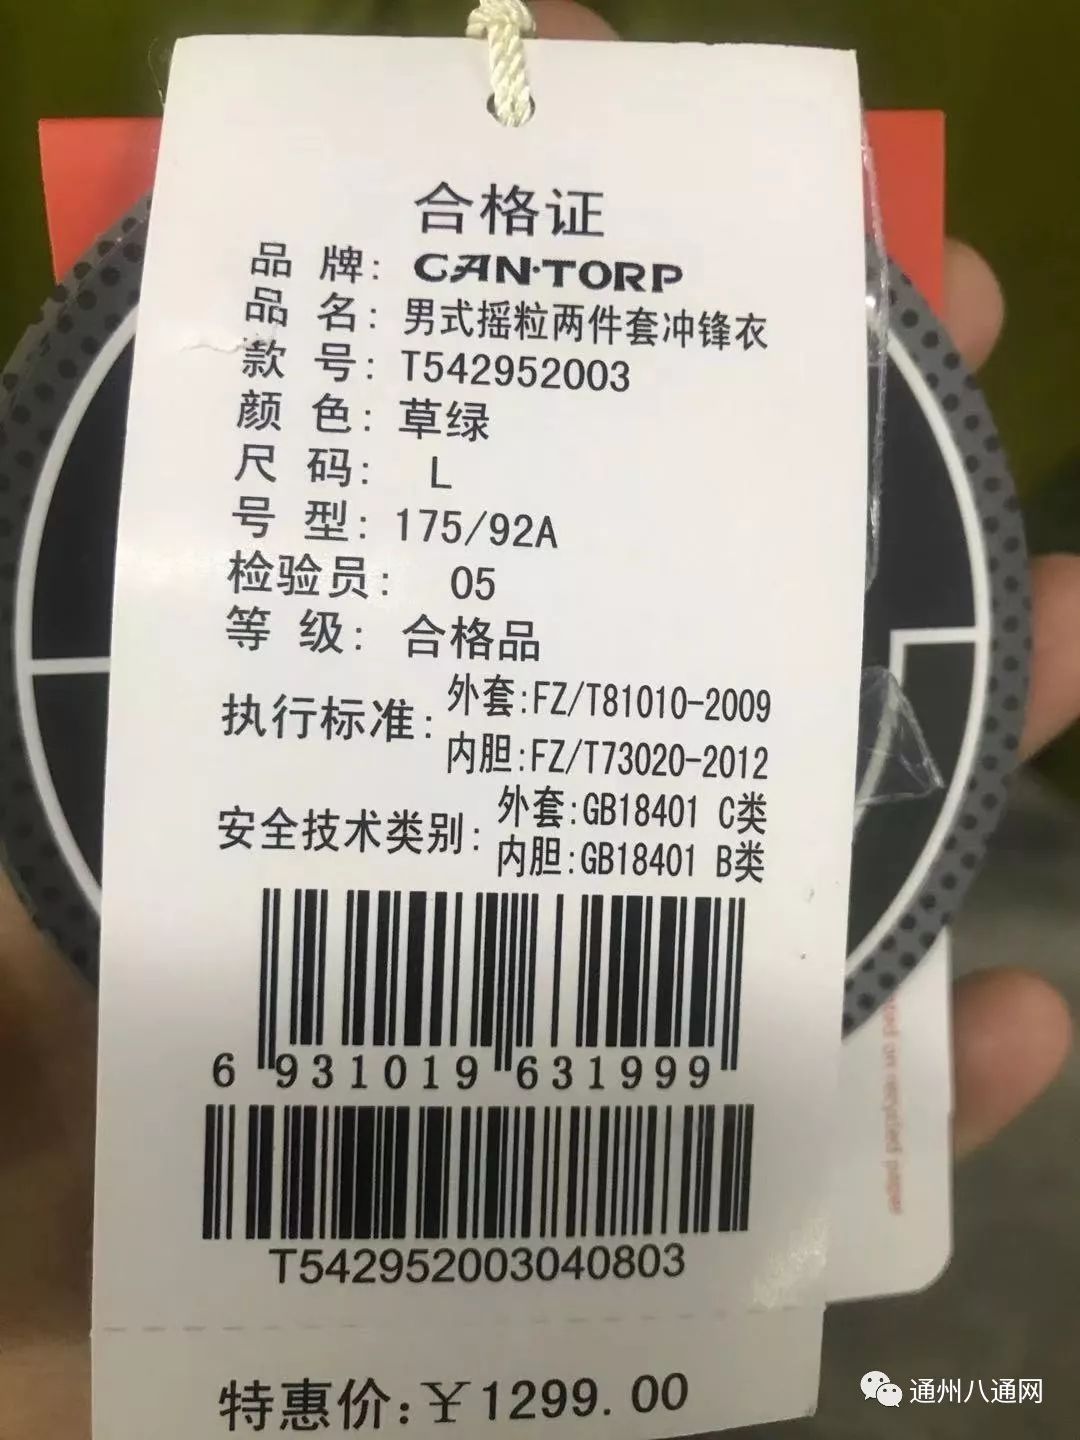 合格证
品 牌: CAN·TORP
品 名: 男式摇粒两件套冲锋衣
款 号: T542952003
颜 色: 草绿
尺 码: L
号 型: 175/92A
检验员: 05
等 级: 合格品
执行标准: 外套:FZ/T81010-2009
内胆:FZ/T73020-2012
安全技术类别: 外套:GB18401 C类
内胆:GB18401 B类
6 931019 631999
T542952003040803
特惠价:￥1299.00
nted on recycled paper
通州八通网